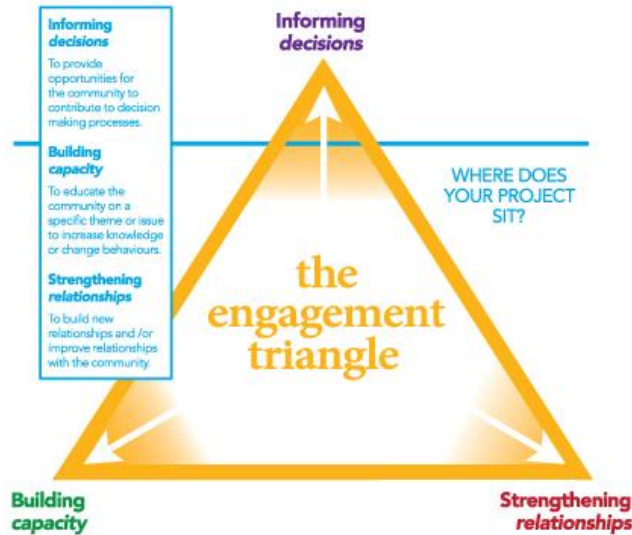 Informing
decisions
To provide
opportunities for
the community to
contribute to decision
making processes.
Building
capacity
To educate the
community on a
specific theme or issue
to increase knowledge
or change behaviours.
Strengthening
relationships
To build new
relationships and /or
improve relationships
with the community.
Informing
decisions
WHERE DOES
YOUR PROJECT
SIT?
the
engagement
triangle
Building
capacity
Strengthening
relationships